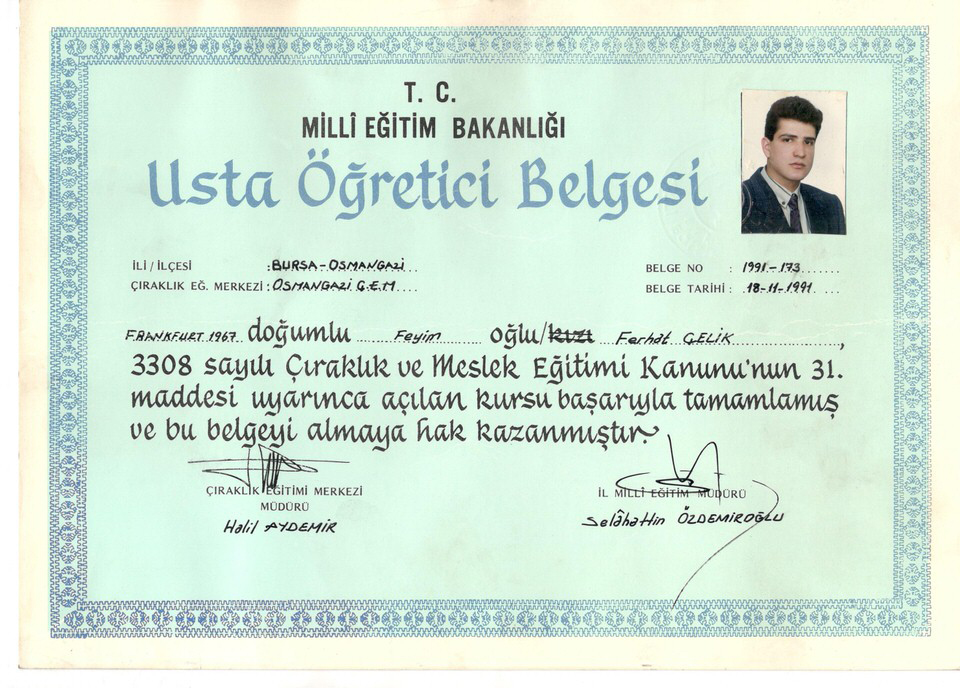 T. C.
MİLLÎ EĞİTİM BAKANLIĞI
Usta Öğretici Belgesi
İLİ / İLÇESİ : BURSA-OSMANGAZİ
ÇIRAKLIK EĞ. MERKEZİ : OSMANGAZİ Ç.E.M
BELGE NO : 1991-173
BELGE TARİHİ : 18-11-1991
FRANKFURT 1967 doğumlu Feyim oğlu/kızı Ferhat ÇELİK,
3308 sayılı Çıraklık ve Meslek Eğitimi Kanunu'nun 31.
maddesi uyarınca açılan kursu başarıyla tamamlamış
ve bu belgeyi almaya hak kazanmıştır.
ÇIRAKLIK EĞİTİMİ MERKEZİ
MÜDÜRÜ
Halil AYDEMİR
İL MİLLÎ EĞİTİM MÜDÜRÜ
Selâhattin ÖZDEMİROĞLU